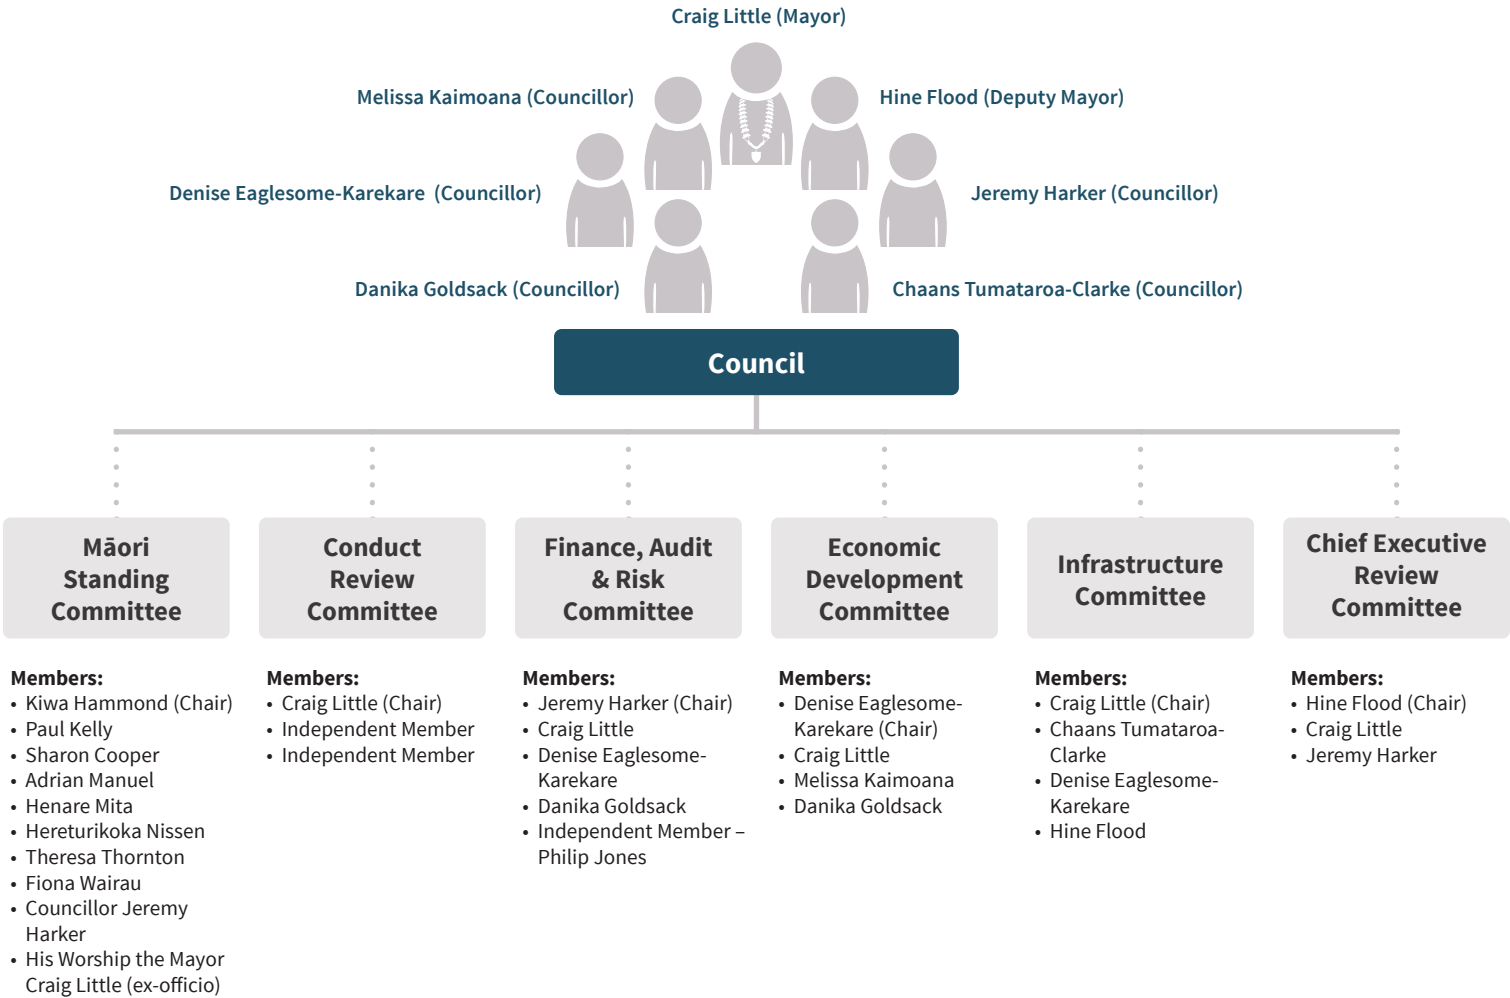 Craig Little (Mayor)
Melissa Kaimoana (Councillor)
Hine Flood (Deputy Mayor)
Denise Eaglesome-Karekare  (Councillor)
Jeremy Harker (Councillor)
Danika Goldsack (Councillor)
Chaans Tumataroa-Clarke (Councillor)
Council
Māori
Standing
Committee
Members:
• Kiwa Hammond (Chair)
• Paul Kelly
• Sharon Cooper
• Adrian Manuel
• Henare Mita
• Hereturikoka Nissen
• Theresa Thornton
• Fiona Wairau
• Councillor Jeremy
Harker
• His Worship the Mayor
Craig Little (ex-officio)
Conduct
Review
Committee
Members:
• Craig Little (Chair)
• Independent Member
• Independent Member
Finance, Audit
& Risk
Committee
Members:
• Jeremy Harker (Chair)
• Craig Little
• Denise Eaglesome-
Karekare
• Danika Goldsack
• Independent Member –
Philip Jones
Economic
Development
Committee
Members:
• Denise Eaglesome-
Karekare (Chair)
• Craig Little
• Melissa Kaimoana
• Danika Goldsack
Infrastructure
Committee
Members:
• Craig Little (Chair)
• Chaans Tumataroa-
Clarke
• Denise Eaglesome-
Karekare
• Hine Flood
Chief Executive
Review
Committee
Members:
• Hine Flood (Chair)
• Craig Little
• Jeremy Harker